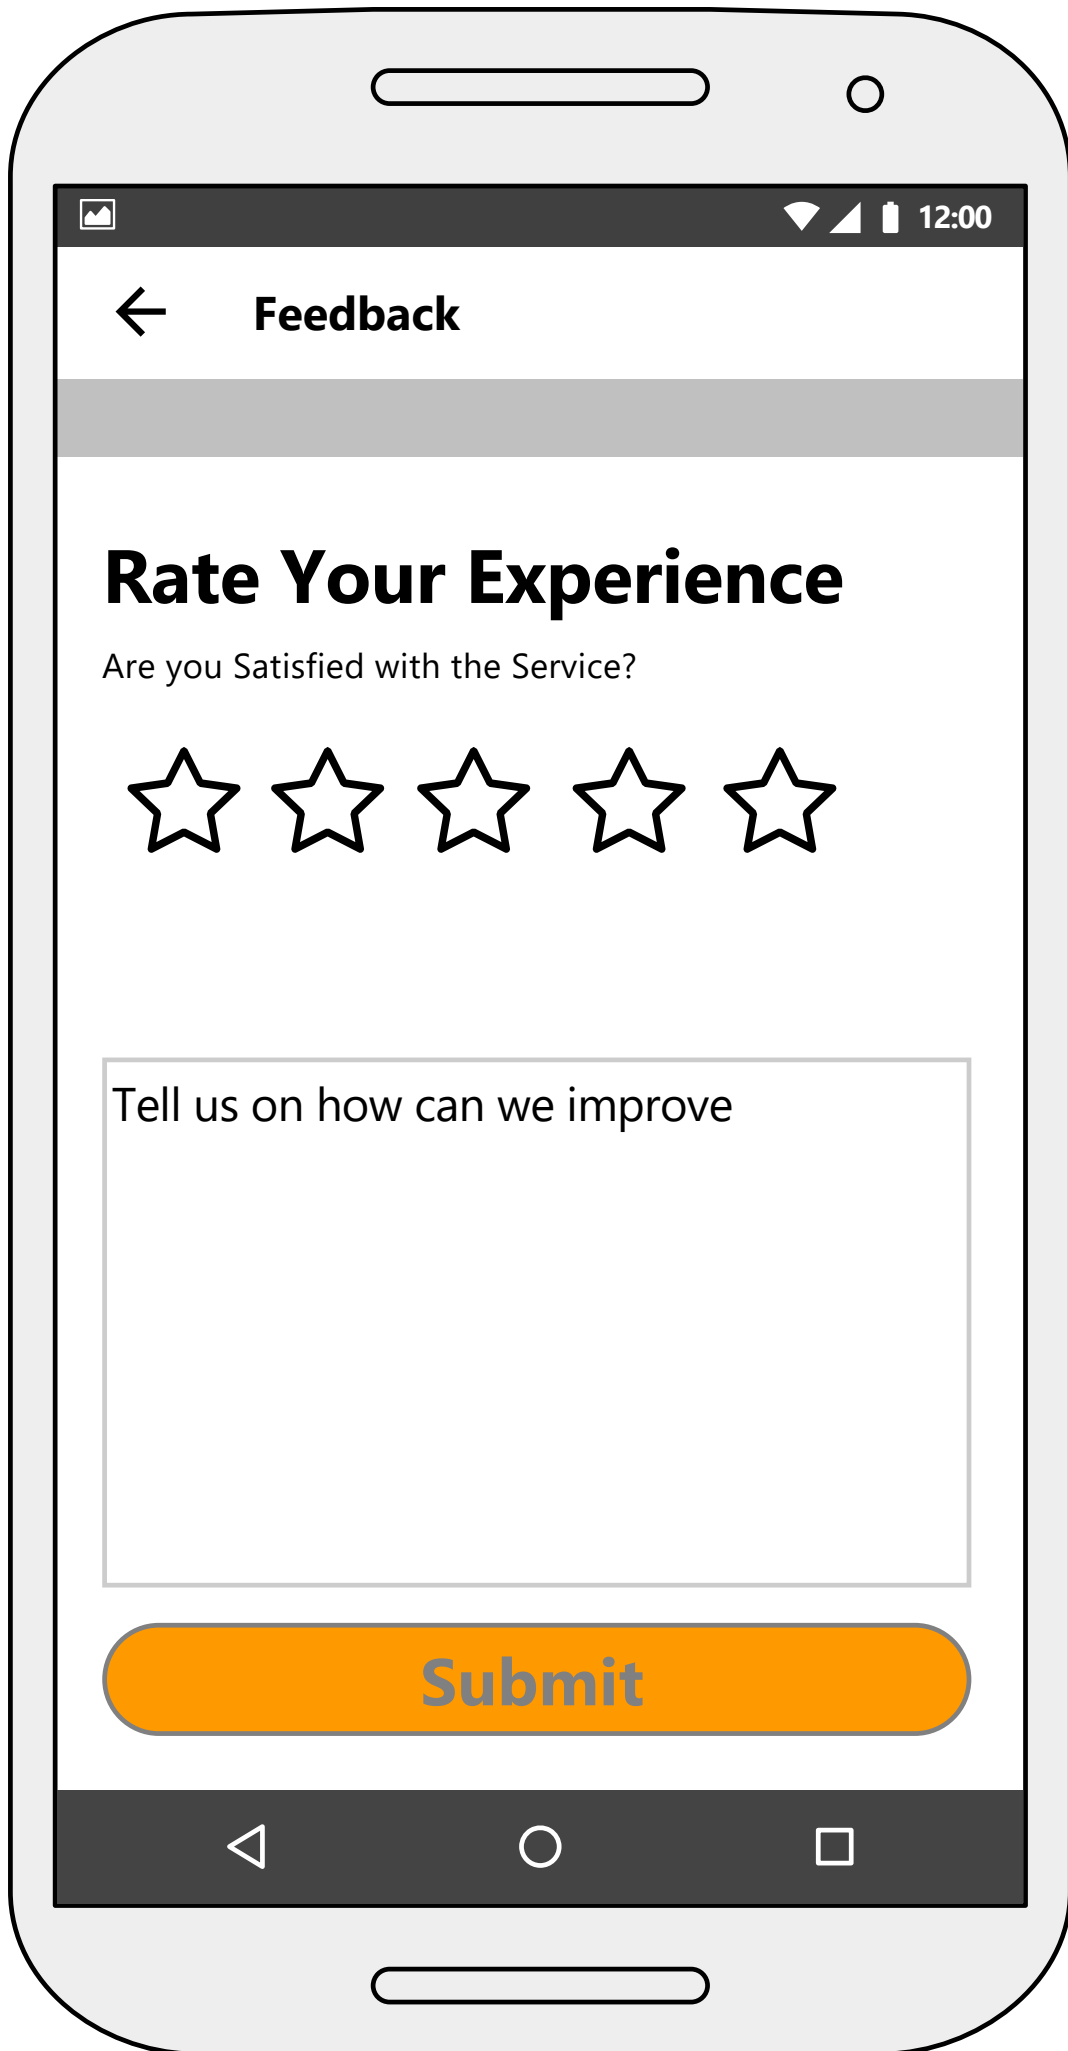 12:00
Feedback
Rate Your Experience
Are you Satisfied with the Service?
Tell us on how can we improve
Submit